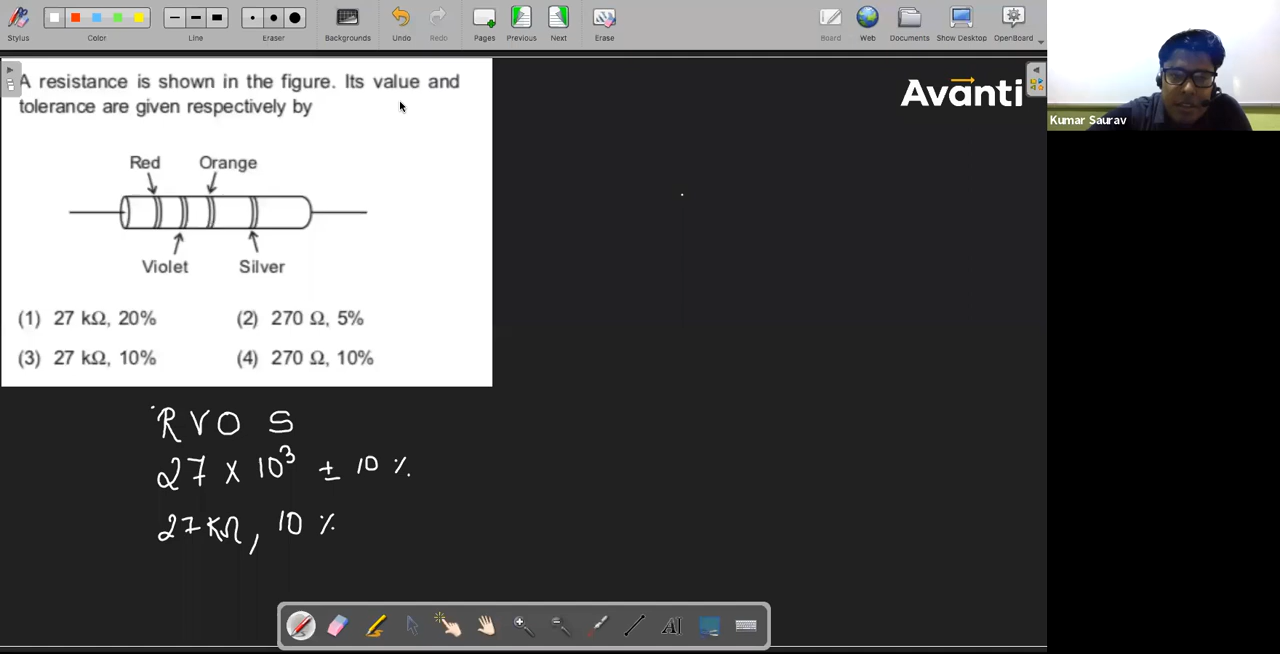 Stylus
Color
Line
Eraser
Backgrounds
Undo
Redo
Pages
Previous
Next
Erase
Board
Web
Documents
Show Desktop
OpenBoard
A resistance is shown in the figure. Its value and
tolerance are given respectively by
Red
Orange
Violet
Silver
(1) 27 kΩ, 20%
(2) 270 Ω, 5%
(3) 27 kΩ, 10%
(4) 270 Ω, 10%
R V O S
27 × 10³ ± 10 %
27 KΩ, 10 %
Avanti
Kumar Saurav